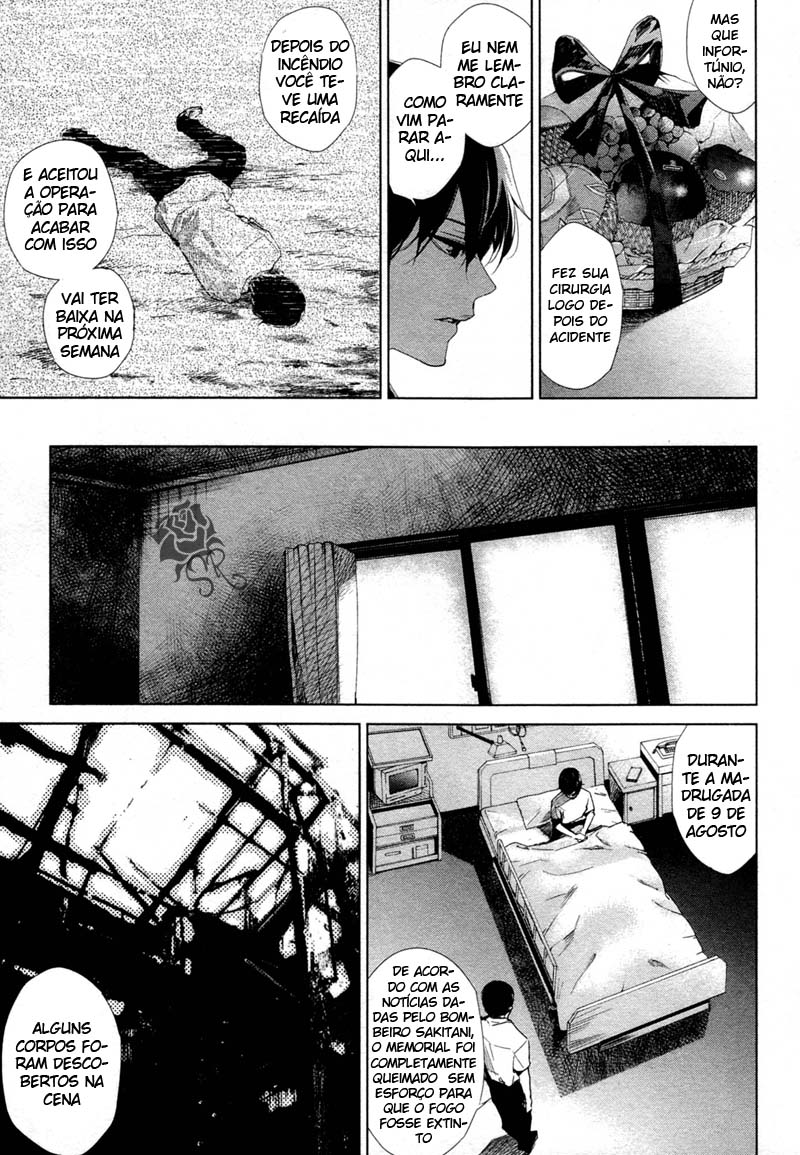 MAS
QUE
INFOR-
TÚNIO,
NÃO?
FEZ SUA
CIRURGIA
LOGO DE-
POIS DO
ACIDENTE
EU NEM
ME LEM-
BRO CLA-
RAMENTE
COMO
VIM PA-
RAR A-
QUI...
DEPOIS DO
INCÊNDIO
VOCÊ TE-
VE UMA
RECAÍDA
E ACEITOU
A OPERA-
ÇÃO PARA
ACABAR
COM ISSO
VAI TER
BAIXA NA
PRÓXIMA
SEMANA
SR
DURAN-
TE A MA-
DRUGADA
DE 9 DE
AGOSTO
DE ACOR-
DO COM AS
NOTÍCIAS DA-
DAS PELO BOM-
BEIRO SAKITANI,
O MEMORIAL FOI
COMPLETAMENTE
QUEIMADO SEM
ESFORÇO PARA
QUE O FOGO
FOSSE EXTIN-
TO
ALGUNS
CORPOS FO-
RAM DESCO-
BERTOS NA
CENA